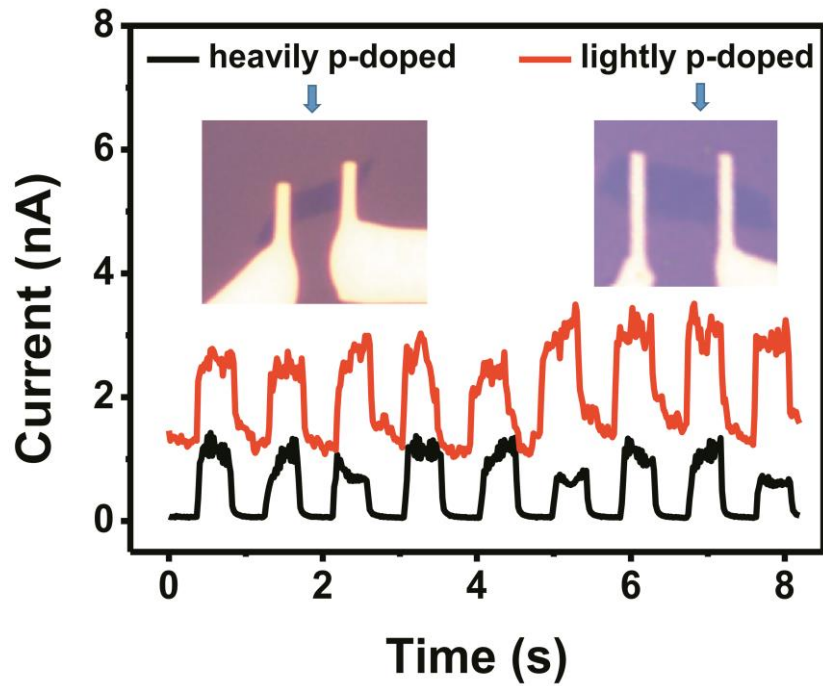 heavily p-doped
lightly p-doped
8
6
4
2
0
Current (nA)
0 2 4 6 8
Time (s)